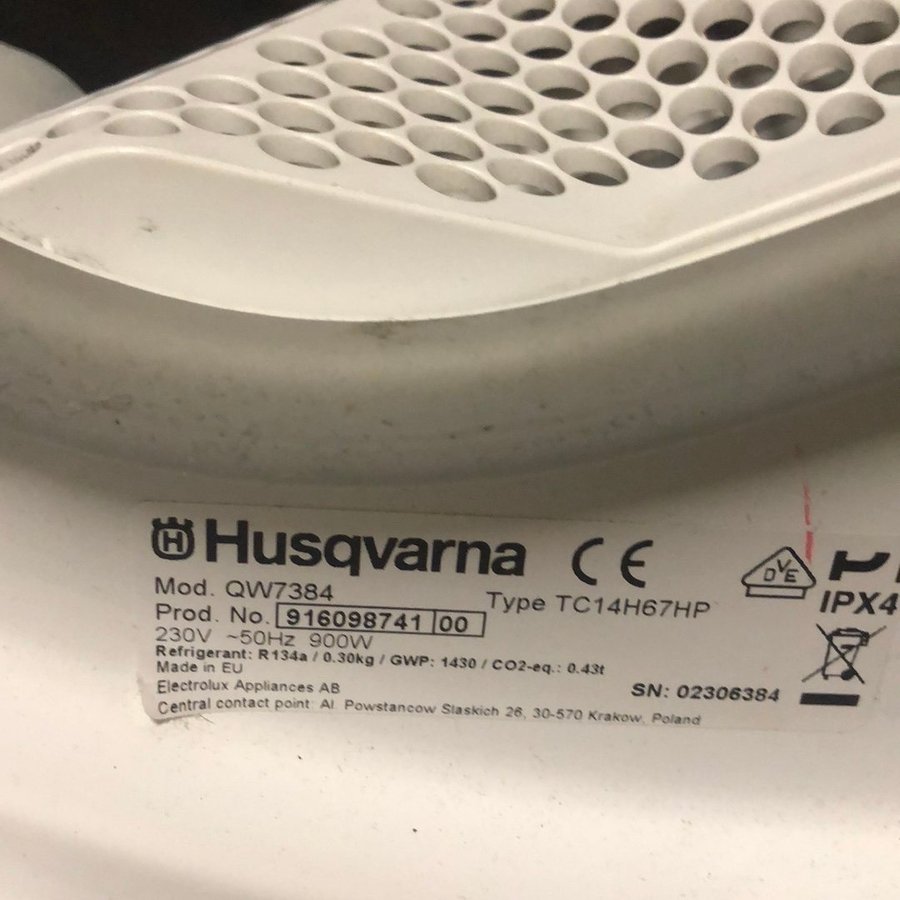 Husqvarna CE
Mod. QW7384
Type TC14H67HP
Prod. No. 916098741 00
230V ~50Hz 900W
Refrigerant: R134a / 0.30kg / GWP: 1430 / CO2-eq.: 0.43t
Made in EU
Electrolux Appliances AB
SN: 02306384
Central contact point: Al. Powstancow Slaskich 26, 30-570 Krakow, Poland
DVE
IPX4